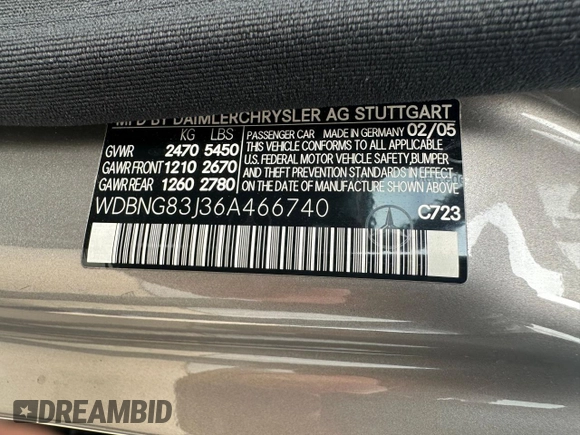 MFD BY DAIMLERCHRYSLER AG STUTTGART
KG LBS
GVWR 2470 5450
GAWR FRONT 1210 2670
GAWR REAR 1260 2780
PASSENGER CAR MADE IN GERMANY 02/05
THIS VEHICLE CONFORMS TO ALL APPLICABLE
U.S. FEDERAL MOTOR VEHICLE SAFETY, BUMPER
AND THEFT PREVENTION STANDARDS IN EFFECT
ON THE DATE OF MANUFACTURE SHOWN ABOVE.
WDBNG83J36A466740
C723
DREAMBID